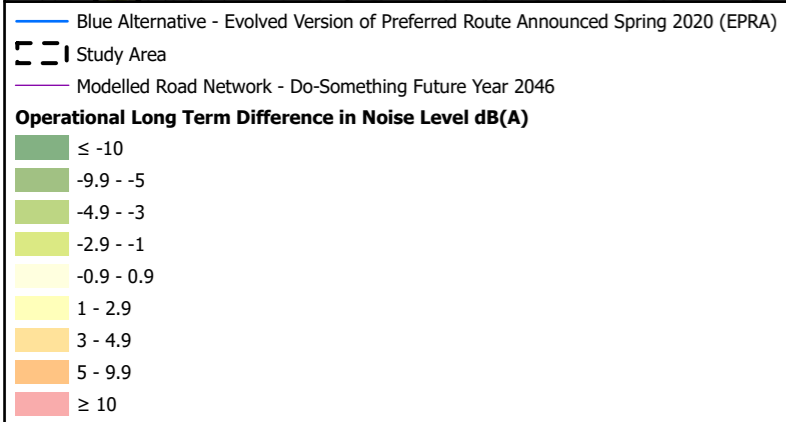 Blue Alternative - Evolved Version of Preferred Route Announced Spring 2020 (EPRA)
Study Area
Modelled Road Network - Do-Something Future Year 2046
Operational Long Term Difference in Noise Level dB(A)
≤ -10
-9.9 - -5
-4.9 - -3
-2.9 - -1
-0.9 - 0.9
1 - 2.9
3 - 4.9
5 - 9.9
≥ 10